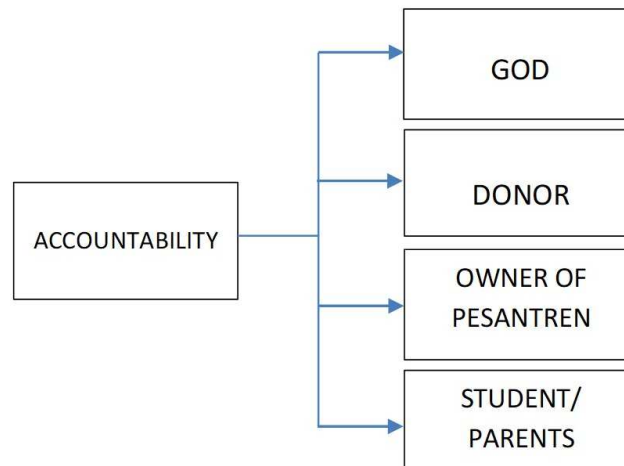 GOD
DONOR
ACCOUNTABILITY
OWNER OF
PESANTREN
STUDENT/
PARENTS